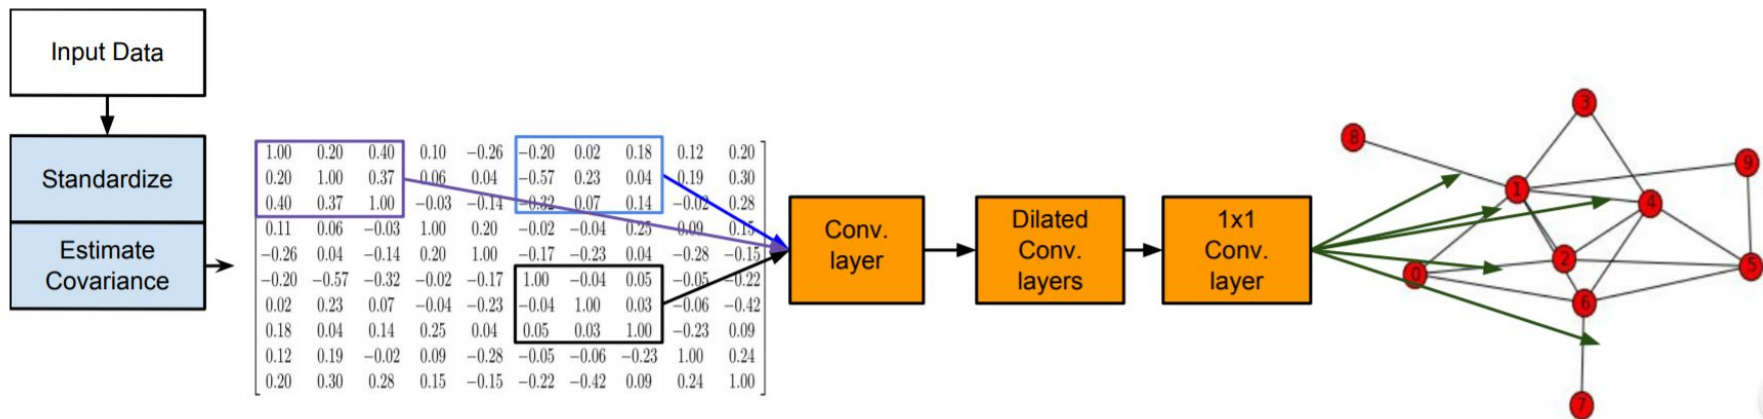 Input Data
Standardize
Estimate
Covariance
1.00 0.20 0.40 0.10 −0.26 −0.20 0.02 0.18 0.12 0.20
0.20 1.00 0.37 0.06 0.04 −0.57 0.23 0.04 0.19 0.30
0.40 0.37 1.00 −0.03 −0.14 −0.32 0.07 0.14 −0.02 0.28
0.11 0.06 −0.03 1.00 0.20 −0.02 −0.04 0.25 0.09 0.15
−0.26 0.04 −0.14 0.20 1.00 −0.17 −0.23 0.04 −0.28 −0.15
−0.20 −0.57 −0.32 −0.02 −0.17 1.00 −0.04 0.05 −0.05 −0.22
0.02 0.23 0.07 −0.04 −0.23 −0.04 1.00 0.03 −0.06 −0.42
0.18 0.04 0.14 0.25 0.04 0.05 0.03 1.00 −0.23 0.09
0.12 0.19 −0.02 0.09 −0.28 −0.05 −0.06 −0.23 1.00 0.24
0.20 0.30 0.28 0.15 −0.15 −0.22 −0.42 0.09 0.24 1.00
Conv.
layer
Dilated
Conv.
layers
1x1
Conv.
layer
3
8
9
1
4
2
5
0
6
7